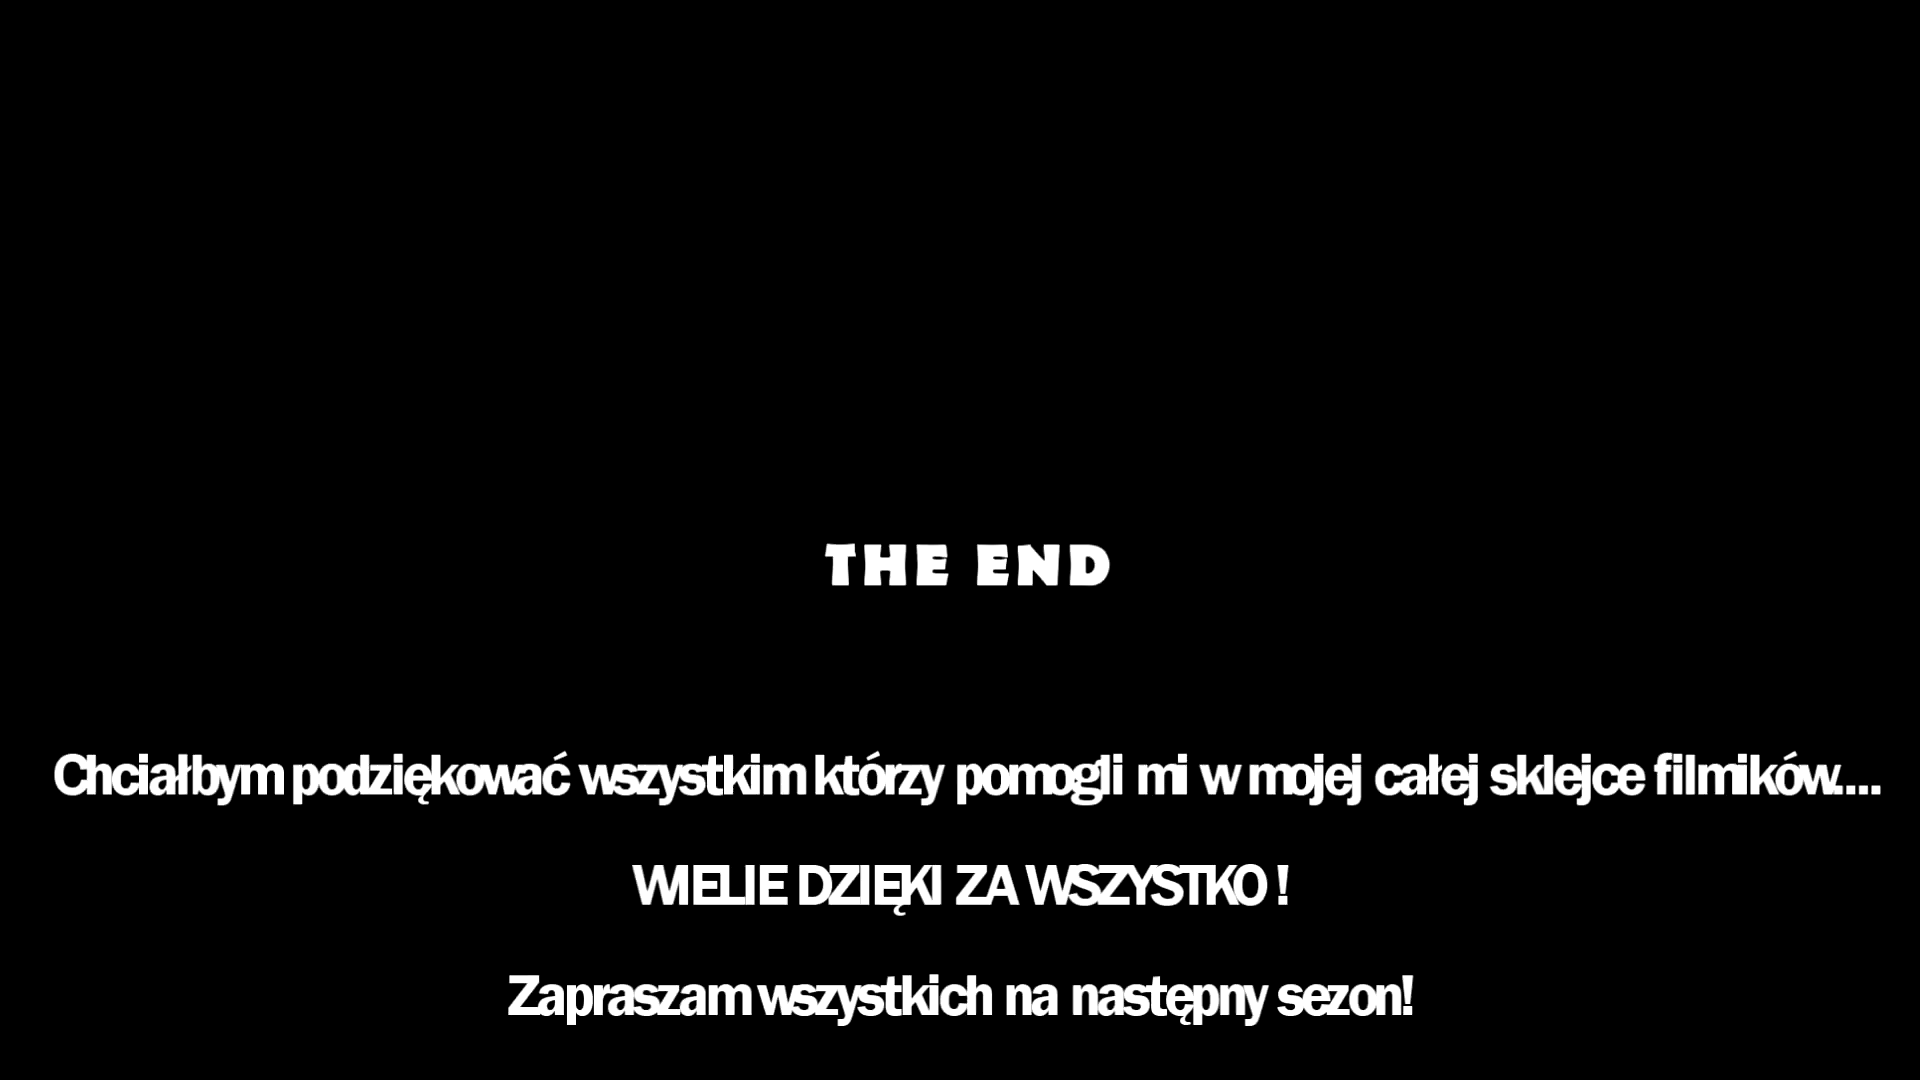 THE END
Chciałbym podziękować wszystkim którzy pomogli mi w mojej całej sklejce filmików....
WIELIE DZIĘKI ZA WSZYSTKO !
Zapraszam wszystkich na następny sezon!